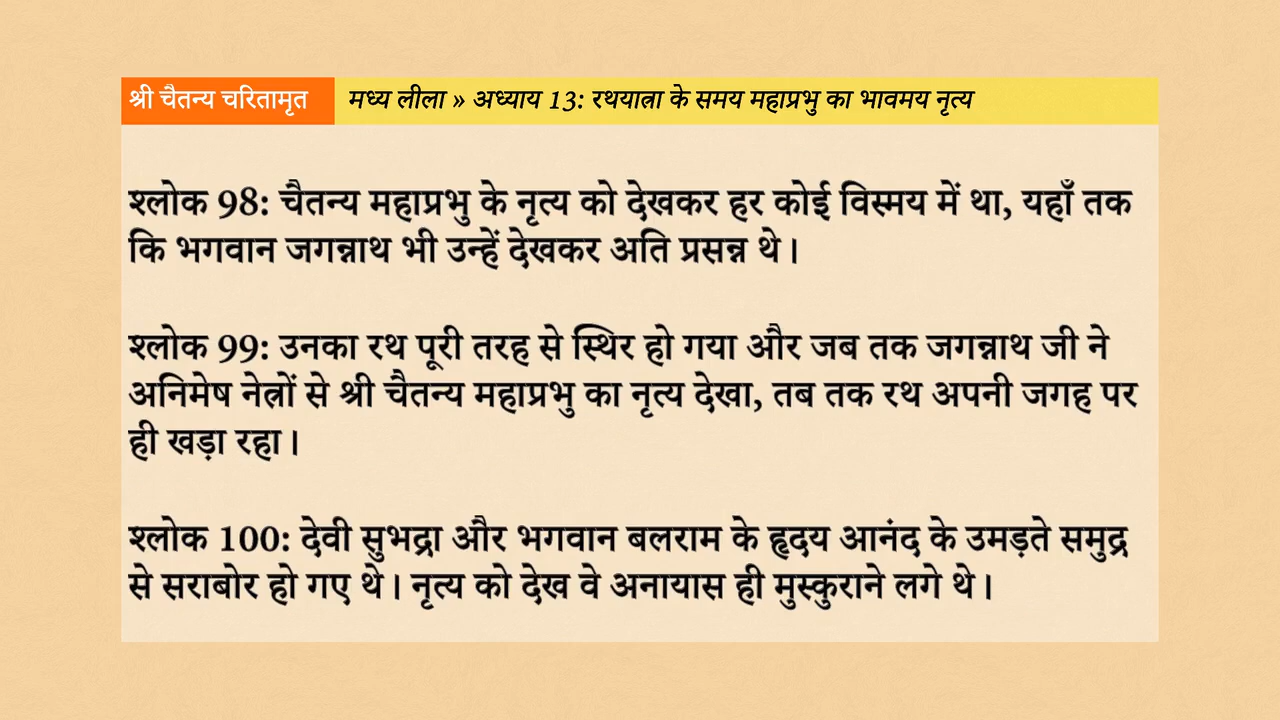 श्री चैतन्य चरितामृत
मध्य लीला » अध्याय 13: रथयात्रा के समय महाप्रभु का भावमय नृत्य
श्लोक 98: चैतन्य महाप्रभु के नृत्य को देखकर हर कोई विस्मय में था, यहाँ तक
कि भगवान जगन्नाथ भी उन्हें देखकर अति प्रसन्न थे।
श्लोक 99: उनका रथ पूरी तरह से स्थिर हो गया और जब तक जगन्नाथ जी ने
अनिमेष नेत्रों से श्री चैतन्य महाप्रभु का नृत्य देखा, तब तक रथ अपनी जगह पर
ही खड़ा रहा।
श्लोक 100: देवी सुभद्रा और भगवान बलराम के हृदय आनंद के उमड़ते समुद्र
से सराबोर हो गए थे। नृत्य को देख वे अनायास ही मुस्कुराने लगे थे।